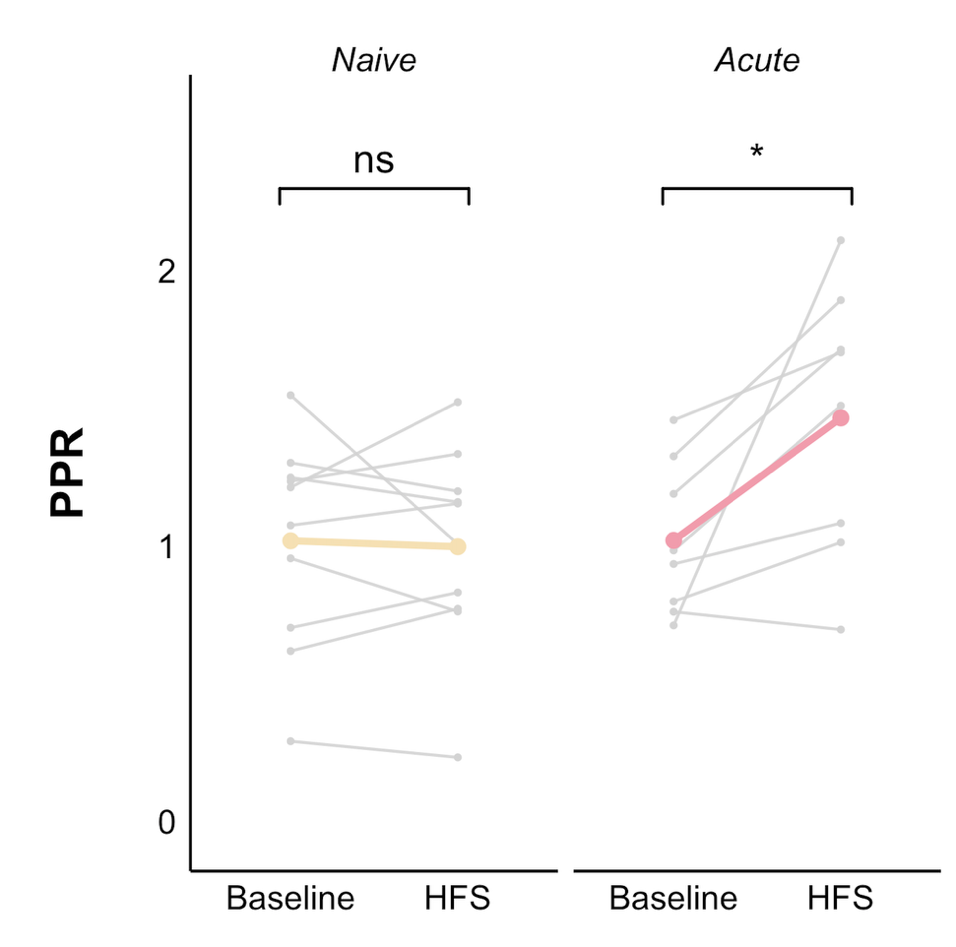 Naive Acute
ns *
PPR
2
1
0
Baseline HFS Baseline HFS